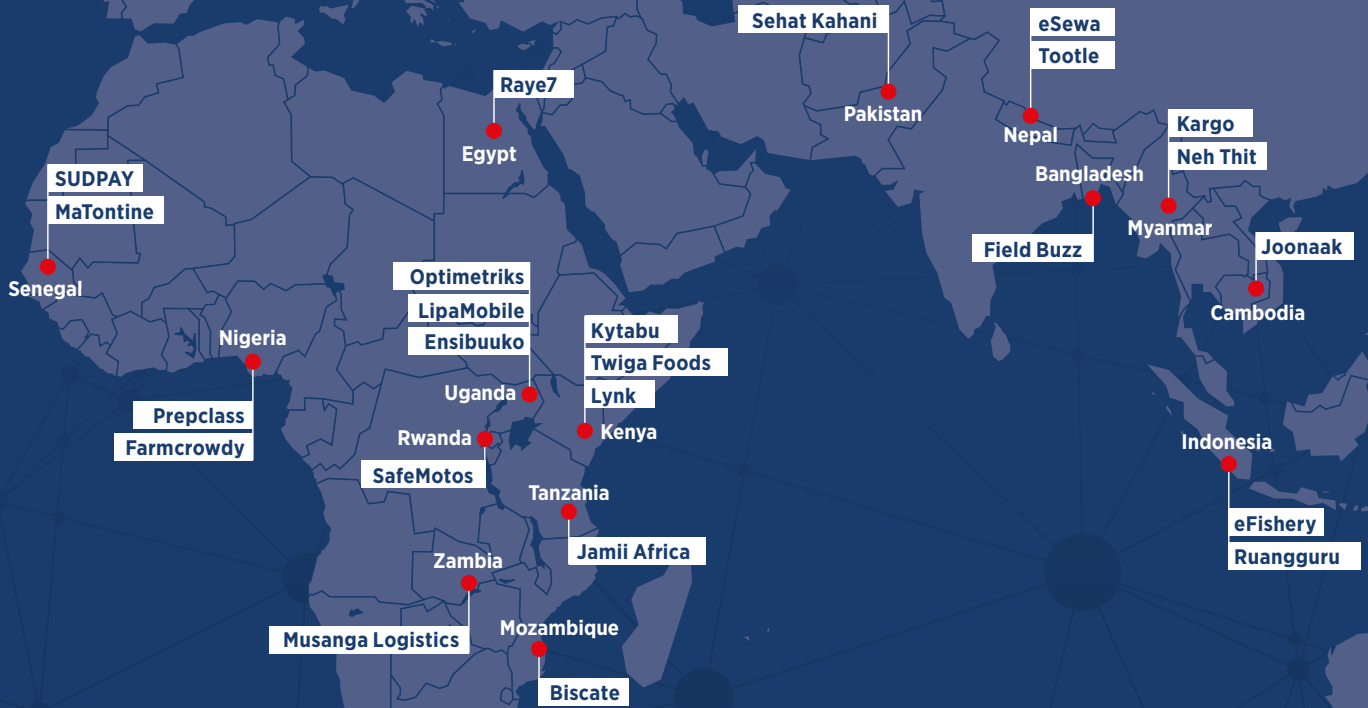 Sehat Kahani
Pakistan
eSewa
Tootle
Nepal
Raye7
Egypt
Kargo
Neh Thit
Myanmar
Bangladesh
Field Buzz
SUDPAY
MaTontine
Senegal
Joonaak
Cambodia
Optimetriks
LipaMobile
Ensibuuko
Uganda
Nigeria
Prepclass
Farmcrowdy
Kytabu
Twiga Foods
Lynk
Kenya
Rwanda
SafeMotos
Indonesia
eFishery
Ruangguru
Tanzania
Jamii Africa
Zambia
Musanga Logistics
Mozambique
Biscate